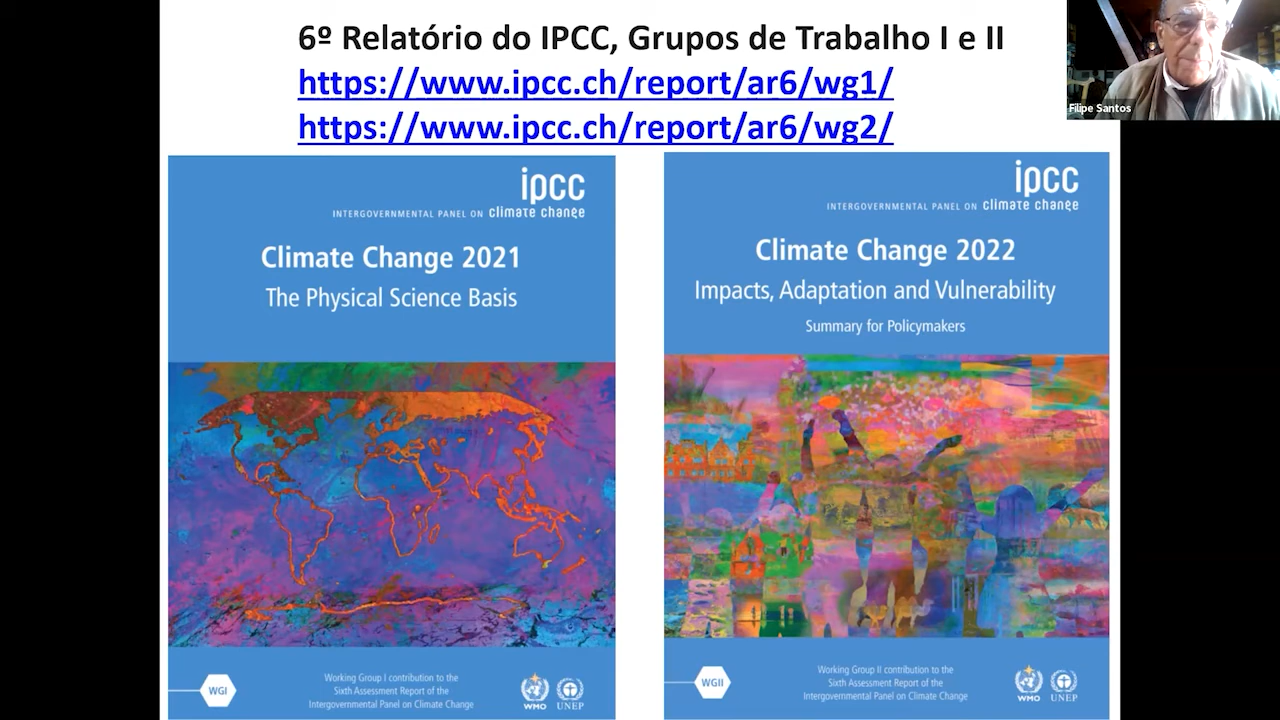 6º Relatório do IPCC, Grupos de Trabalho I e II
https://www.ipcc.ch/report/ar6/wg1/
https://www.ipcc.ch/report/ar6/wg2/
Filipe Santos
ipcc
INTERGOVERNMENTAL PANEL ON climate change
Climate Change 2021
The Physical Science Basis
WGI
Working Group I contribution to the
Sixth Assessment Report of the
Intergovernmental Panel on Climate Change
WMO
UNEP
ipcc
INTERGOVERNMENTAL PANEL ON climate change
Climate Change 2022
Impacts, Adaptation and Vulnerability
Summary for Policymakers
WGII
Working Group II contribution to the
Sixth Assessment Report of the
Intergovernmental Panel on Climate Change
WMO
UNEP